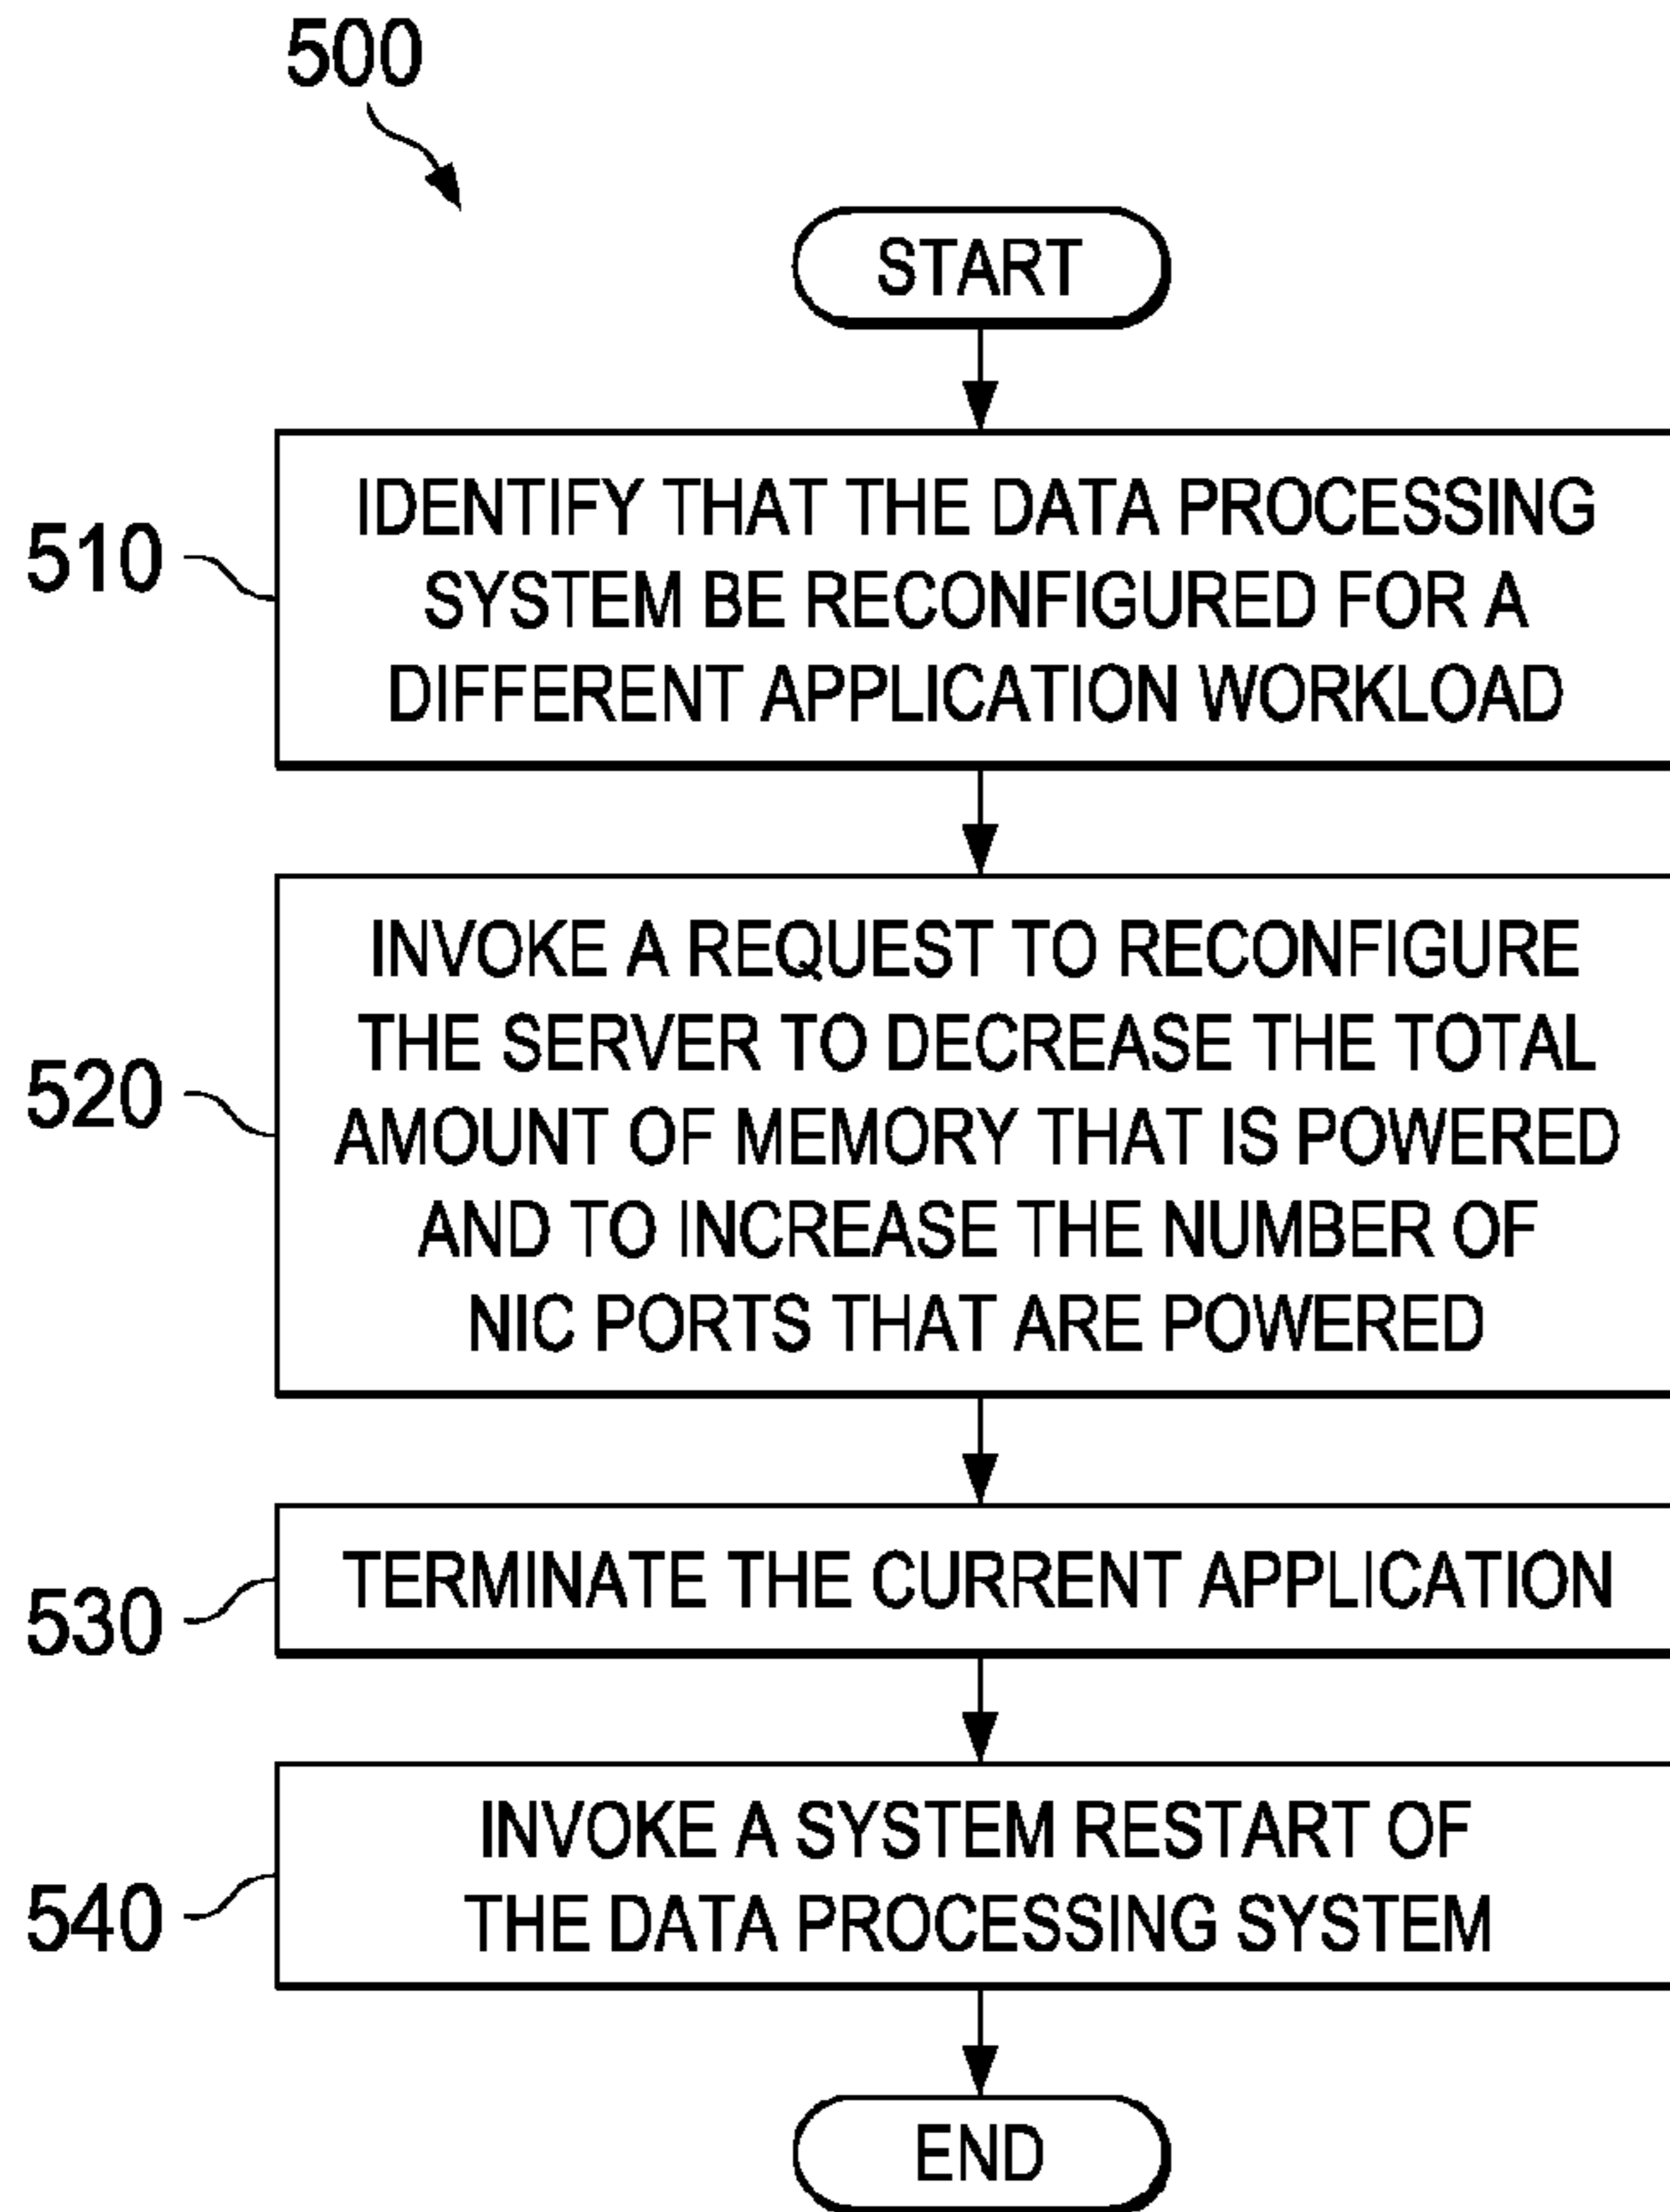 500
START
510
IDENTIFY THAT THE DATA PROCESSING
SYSTEM BE RECONFIGURED FOR A
DIFFERENT APPLICATION WORKLOAD
520
INVOKE A REQUEST TO RECONFIGURE
THE SERVER TO DECREASE THE TOTAL
AMOUNT OF MEMORY THAT IS POWERED
AND TO INCREASE THE NUMBER OF
NIC PORTS THAT ARE POWERED
530
TERMINATE THE CURRENT APPLICATION
540
INVOKE A SYSTEM RESTART OF
THE DATA PROCESSING SYSTEM
END